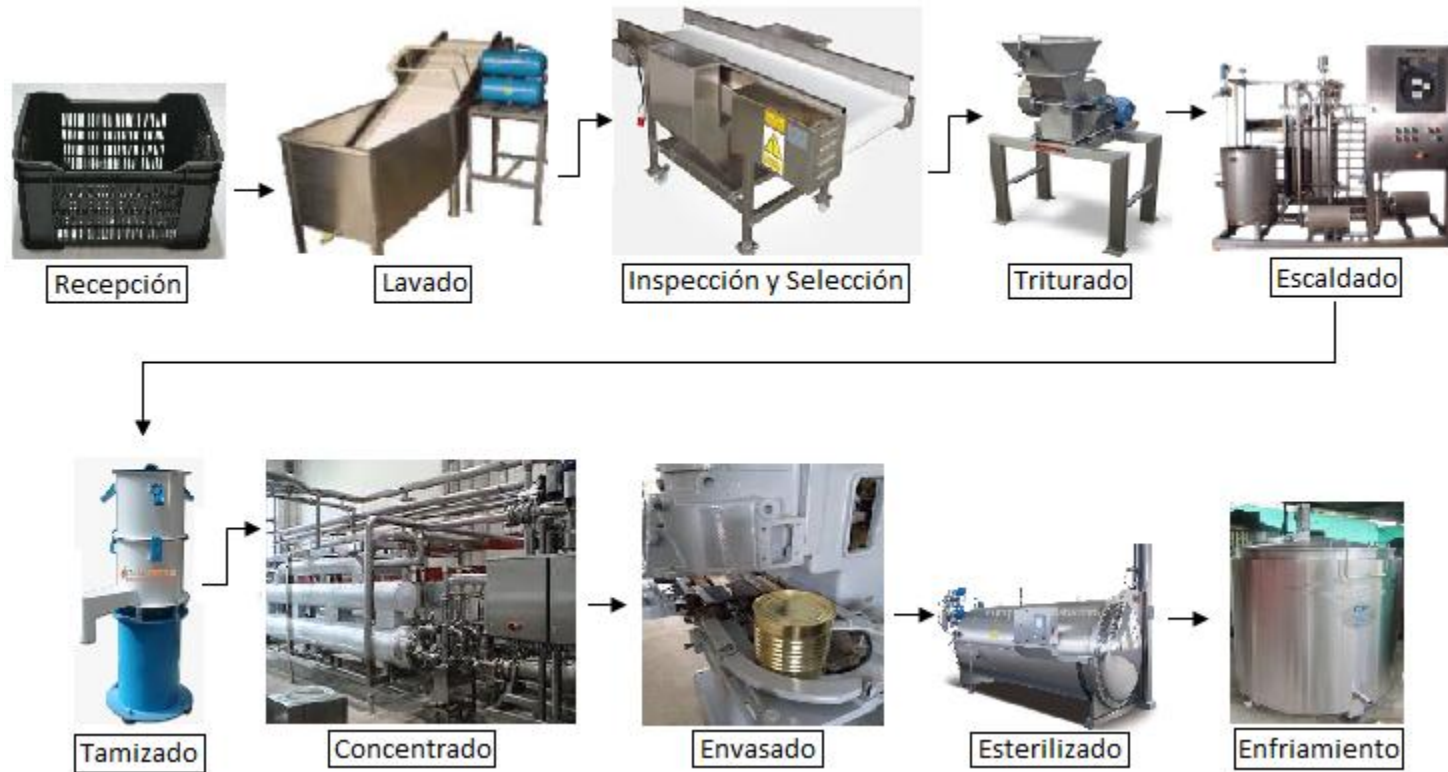 Recepción
Lavado
Inspección y Selección
Triturado
Escaldado
Tamizado
Concentrado
Envasado
Esterilizado
Enfriamiento